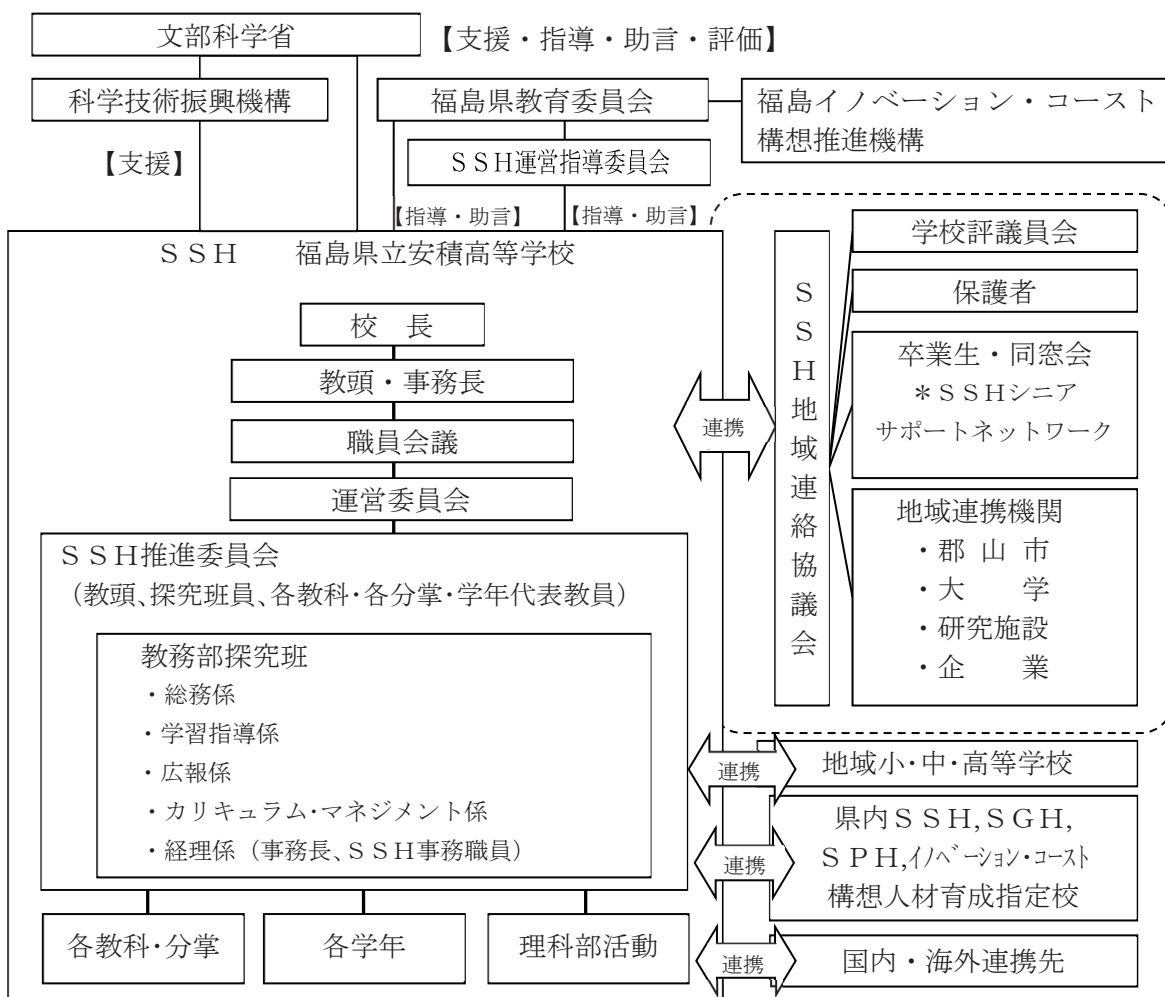 文部科学省
【支援・指導・助言・評価】
科学技術振興機構
福島県教育委員会
福島イノベーション・コースト
構想推進機構
【支援】
ＳＳＨ運営指導委員会
【指導・助言】
【指導・助言】
ＳＳＨ　　福島県立安積高等学校
校　長
教頭・事務長
職員会議
運営委員会
ＳＳＨ推進委員会
（教頭、探究班員、各教科・各分掌・学年代表教員）
教務部探究班
・総務係
・学習指導係
・広報係
・カリキュラム・マネジメント係
・経理係（事務長、ＳＳＨ事務職員）
各教科・分掌
各学年
理科部活動
連携
ＳＳＨ地域連絡協議会
学校評議員会
保護者
卒業生・同窓会
＊ＳＳＨシニア
サポートネットワーク
地域連携機関
・郡 山 市
・大　　学
・研究施設
・企　　業
連携
地域小・中・高等学校
連携
県内ＳＳＨ,ＳＧＨ,
ＳＰＨ,ｲﾉﾍﾞｰｼｮﾝ・ｺｰｽﾄ
構想人材育成指定校
連携
国内・海外連携先